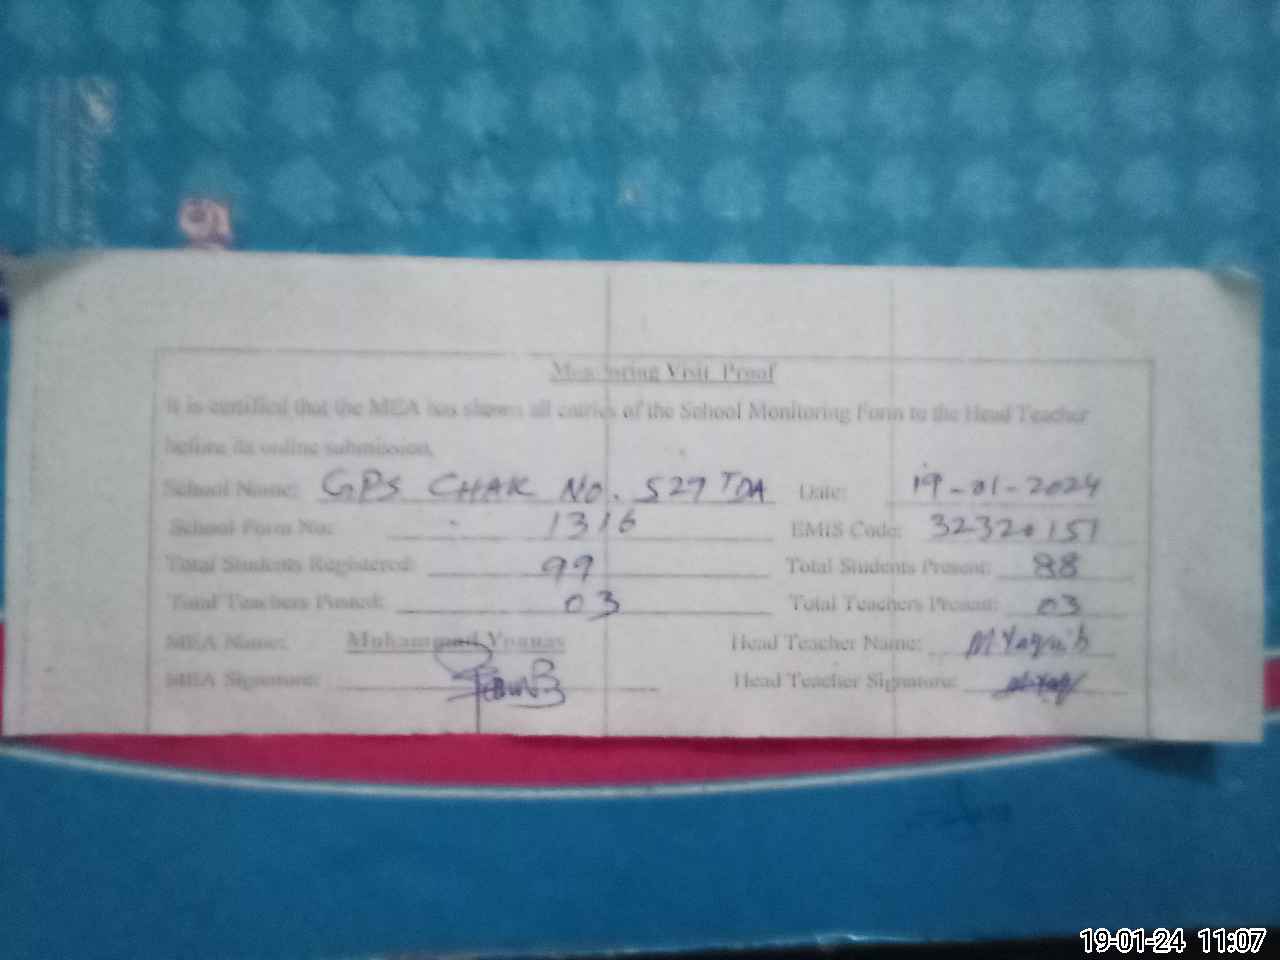 Monitoring Visit Proof
It is certified that the MEA has shown all entries of the School Monitoring Form to the Head Teacher
before its online submission.
School Name: GPS CHAK NO. 527 TDA Date: 19-01-2024
School Form No: 1316 EMIS Code: 32320151
Total Students Registered: 99 Total Students Present: 88
Total Teachers Posted: 03 Total Teachers Present: 03
MEA Name: Muhammad Younas Head Teacher Name: M Yaqub
MEA Signature: Head Teacher Signature:
19-01-24 11:07